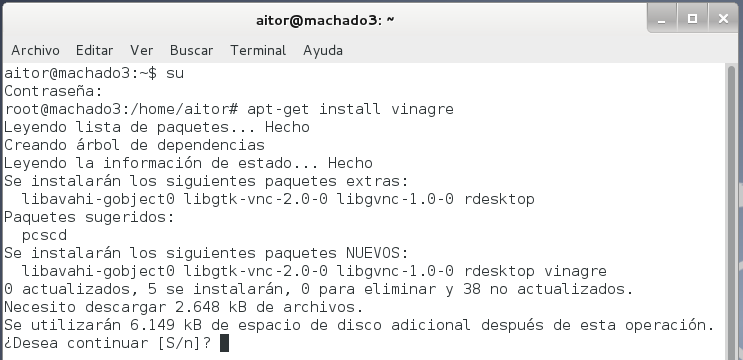 aitor@machado3: ~
Archivo Editar Ver Buscar Terminal Ayuda
aitor@machado3:~$ su
Contraseña:
root@machado3:/home/aitor# apt-get install vinagre
Leyendo lista de paquetes... Hecho
Creando árbol de dependencias
Leyendo la información de estado... Hecho
Se instalarán los siguientes paquetes extras:
libavahi-gobject0 libgtk-vnc-2.0-0 libgvnc-1.0-0 rdesktop
Paquetes sugeridos:
pcscd
Se instalarán los siguientes paquetes NUEVOS:
libavahi-gobject0 libgtk-vnc-2.0-0 libgvnc-1.0-0 rdesktop vinagre
0 actualizados, 5 se instalarán, 0 para eliminar y 38 no actualizados.
Necesito descargar 2.648 kB de archivos.
Se utilizarán 6.149 kB de espacio de disco adicional después de esta operación.
¿Desea continuar [S/n]?